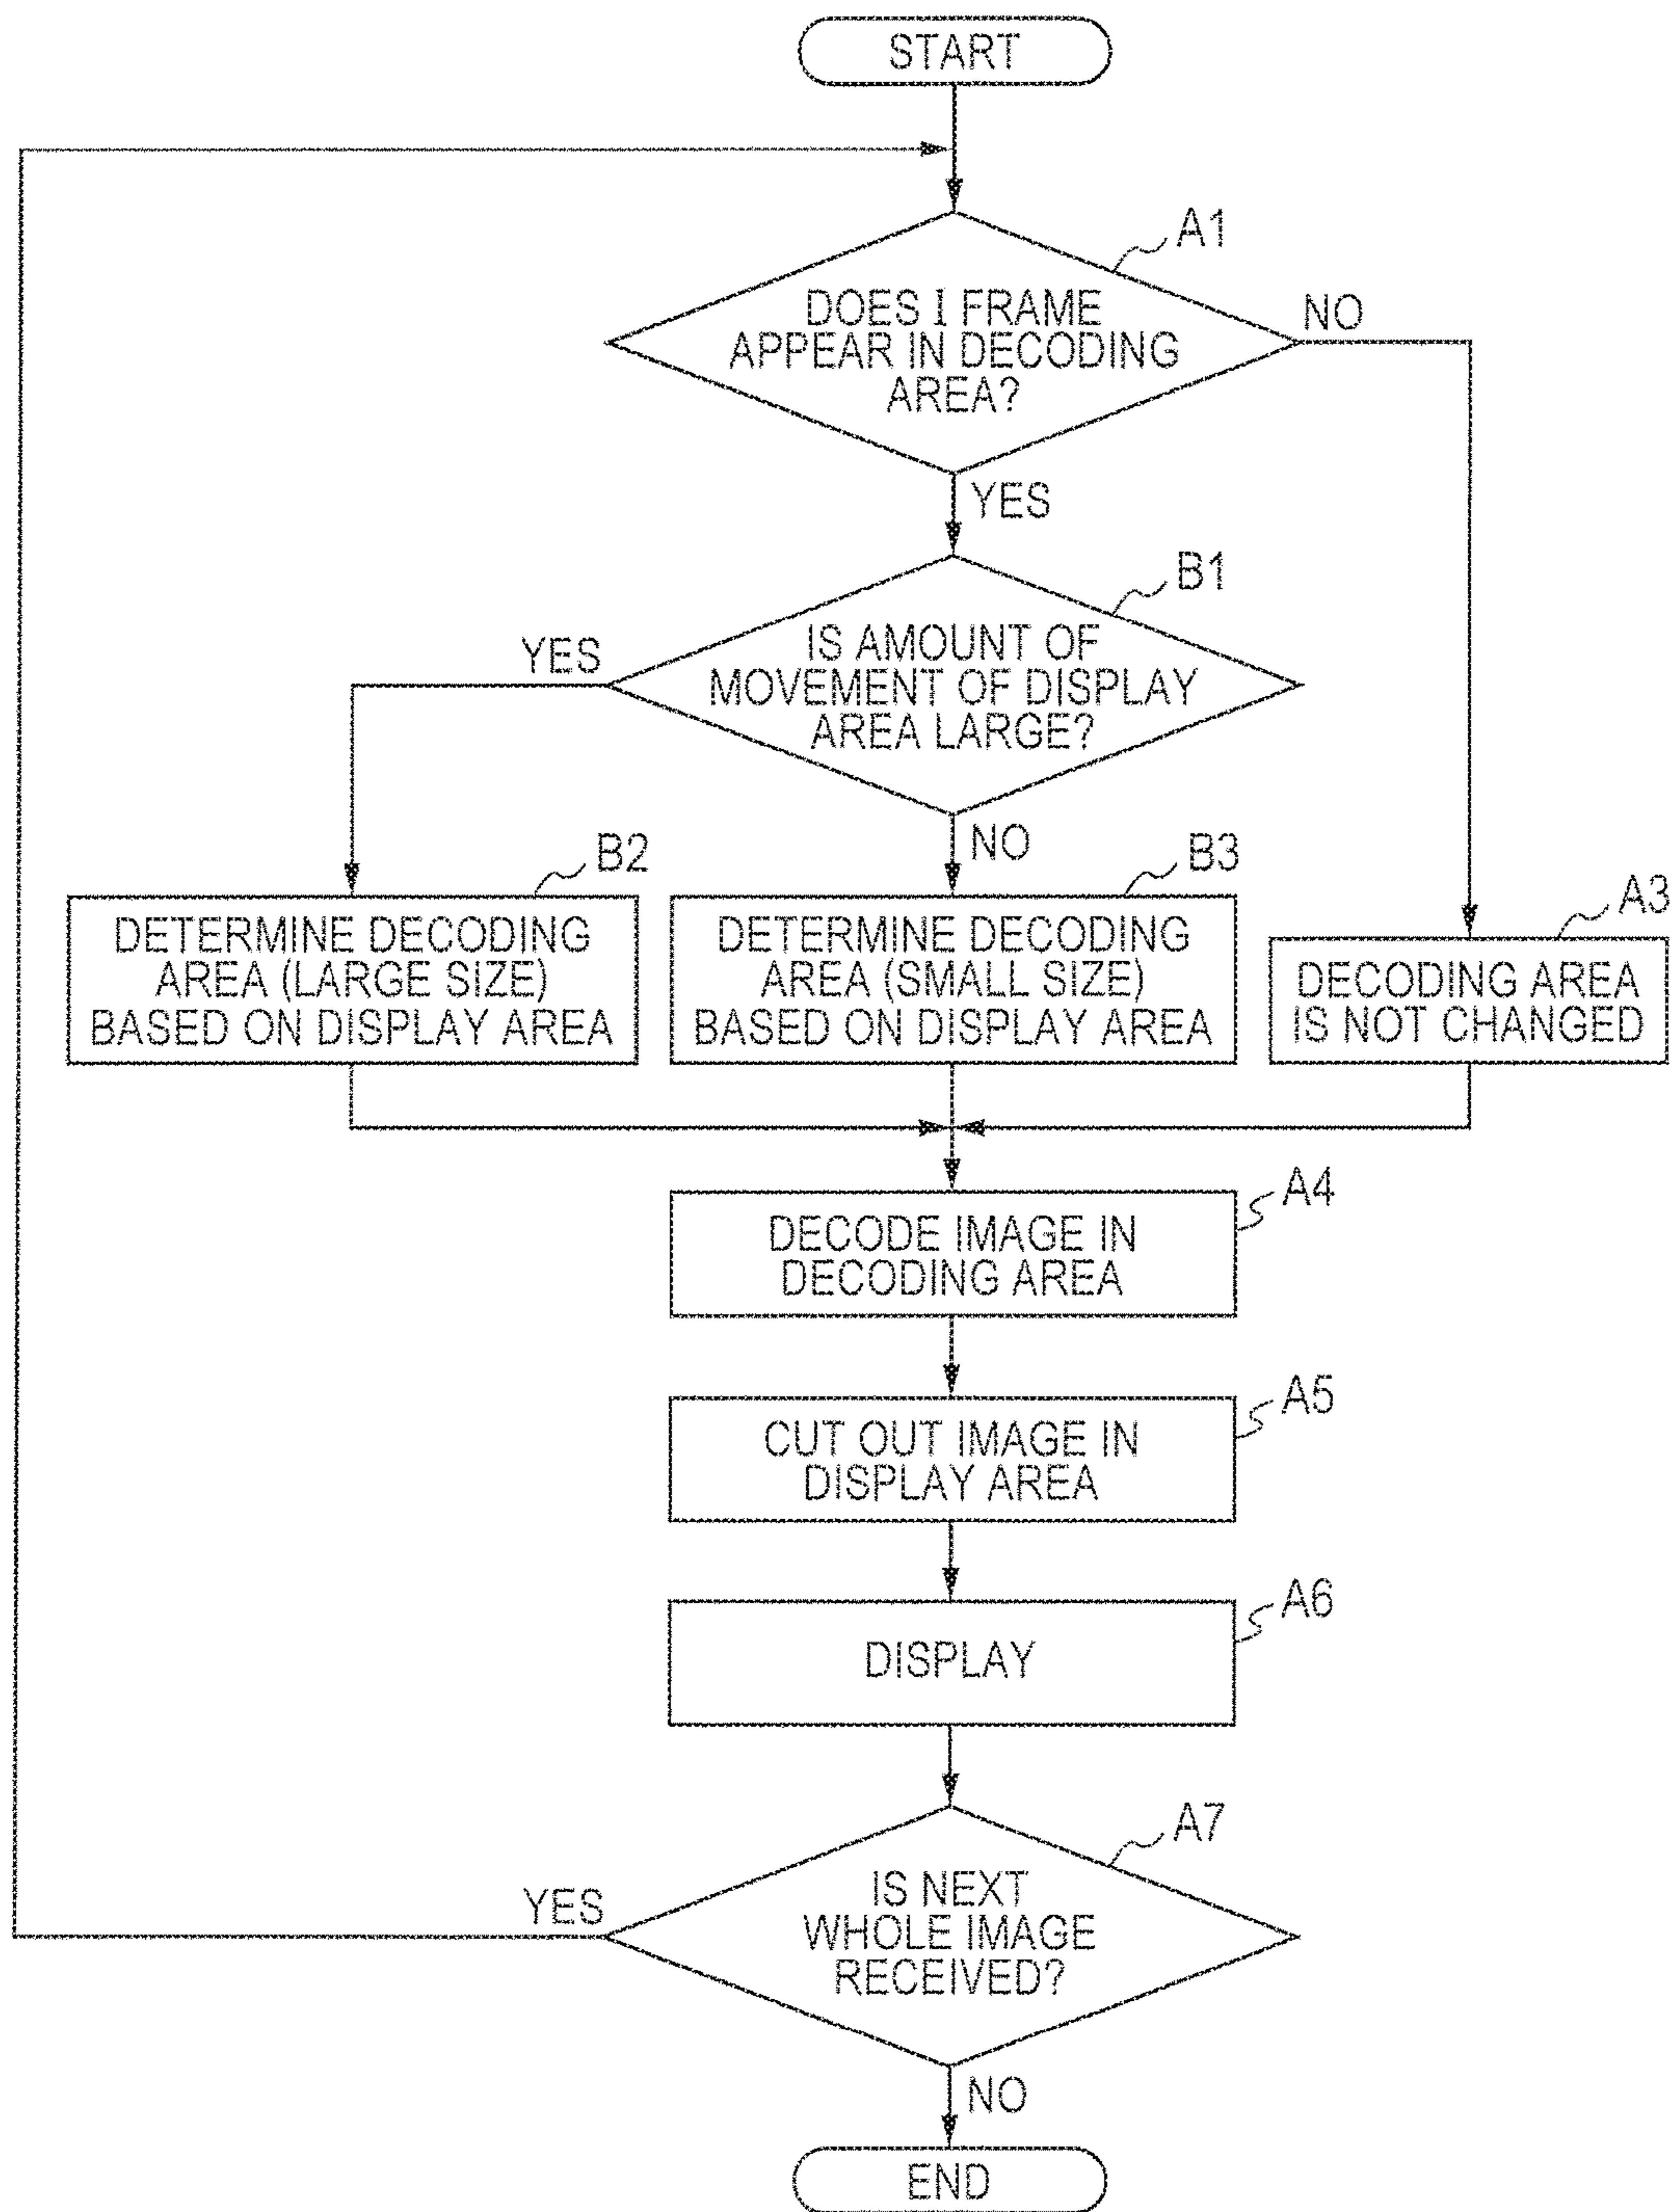 START
A1
DOES I FRAME
APPEAR IN DECODING
AREA?
NO
YES
B1
IS AMOUNT OF
MOVEMENT OF DISPLAY
AREA LARGE?
YES
NO
B2
DETERMINE DECODING
AREA (LARGE SIZE)
BASED ON DISPLAY AREA
B3
DETERMINE DECODING
AREA (SMALL SIZE)
BASED ON DISPLAY AREA
A3
DECODING AREA
IS NOT CHANGED
A4
DECODE IMAGE IN
DECODING AREA
A5
CUT OUT IMAGE IN
DISPLAY AREA
A6
DISPLAY
A7
IS NEXT
WHOLE IMAGE
RECEIVED?
YES
NO
END